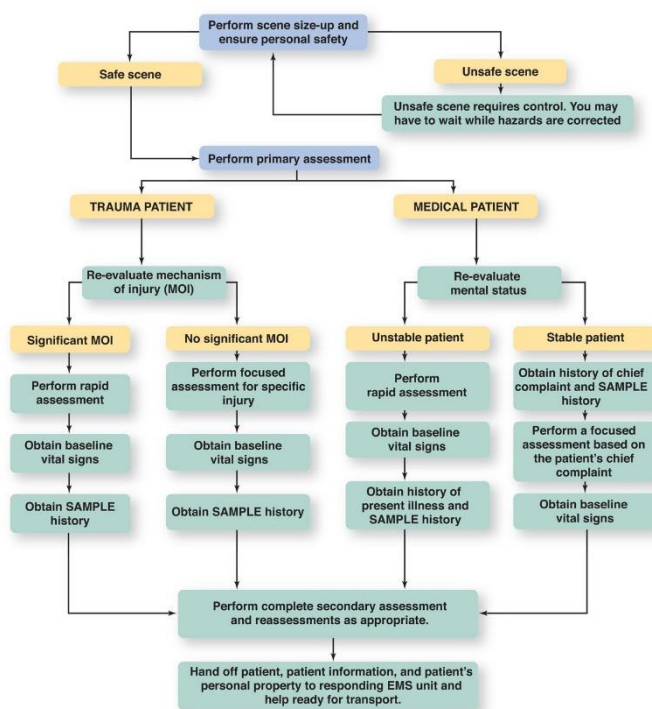 Perform scene size-up and
ensure personal safety
Safe scene
Unsafe scene
Unsafe scene requires control. You may
have to wait while hazards are corrected
Perform primary assessment
TRAUMA PATIENT
MEDICAL PATIENT
Re-evaluate mechanism
of injury (MOI)
Re-evaluate
mental status
Significant MOI
No significant MOI
Unstable patient
Stable patient
Perform rapid
assessment
Perform focused
assessment for specific
injury
Perform
rapid assessment
Obtain history of chief
complaint and SAMPLE
history
Obtain baseline
vital signs
Obtain baseline
vital signs
Obtain baseline
vital signs
Perform a focused
assessment based on
the patient's chief
complaint
Obtain SAMPLE
history
Obtain SAMPLE history
Obtain history of
present illness and
SAMPLE history
Obtain baseline
vital signs
Perform complete secondary assessment
and reassessments as appropriate.
Hand off patient, patient information, and patient's
personal property to responding EMS unit and
help ready for transport.